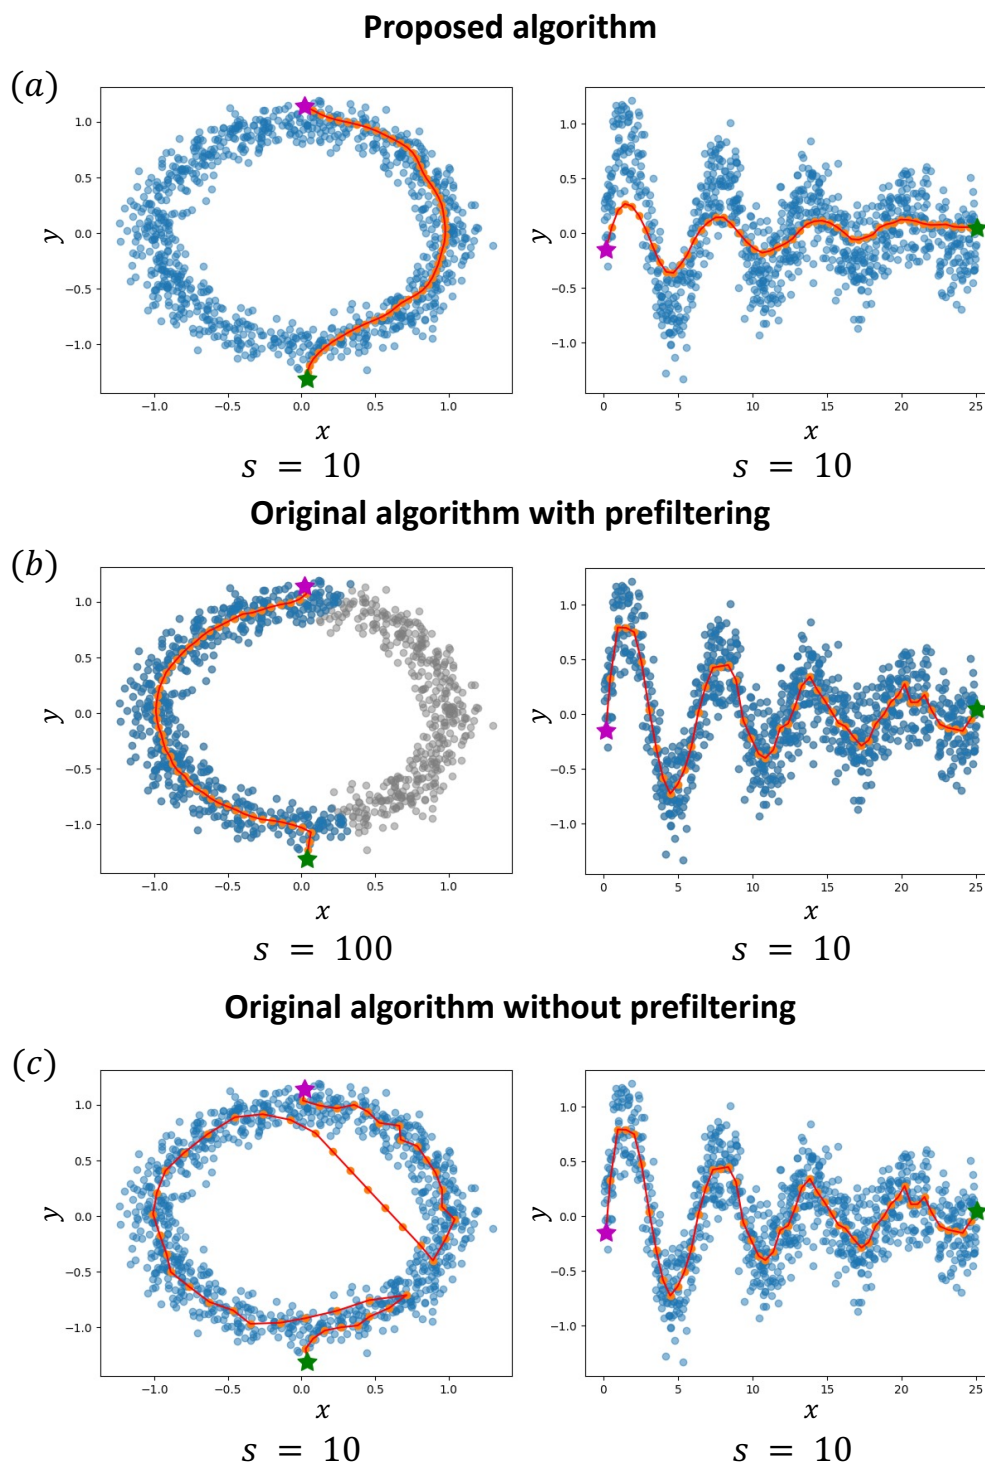 Proposed algorithm
(a)
1.0
0.5
0.0
−0.5
−1.0
y
−1.0 −0.5 0.0 0.5 1.0
x
s = 10
1.0
0.5
0.0
−0.5
−1.0
y
0 5 10 15 20 25
x
s = 10
Original algorithm with prefiltering
(b)
1.0
0.5
0.0
−0.5
−1.0
y
−1.0 −0.5 0.0 0.5 1.0
x
s = 100
1.0
0.5
0.0
−0.5
−1.0
y
0 5 10 15 20 25
x
s = 10
Original algorithm without prefiltering
(c)
1.0
0.5
0.0
−0.5
−1.0
y
−1.0 −0.5 0.0 0.5 1.0
x
s = 10
1.0
0.5
0.0
−0.5
−1.0
y
0 5 10 15 20 25
x
s = 10